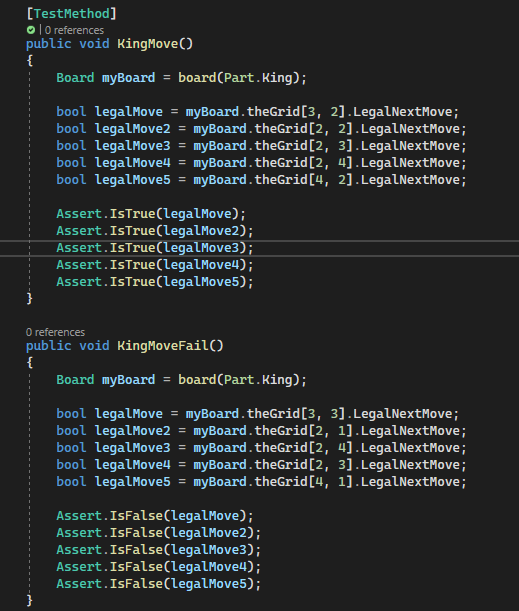 [TestMethod]
| 0 references
public void KingMove()
{
Board myBoard = board(Part.King);
bool legalMove = myBoard.theGrid[3, 2].LegalNextMove;
bool legalMove2 = myBoard.theGrid[2, 2].LegalNextMove;
bool legalMove3 = myBoard.theGrid[2, 3].LegalNextMove;
bool legalMove4 = myBoard.theGrid[2, 4].LegalNextMove;
bool legalMove5 = myBoard.theGrid[4, 2].LegalNextMove;
Assert.IsTrue(legalMove);
Assert.IsTrue(legalMove2);
Assert.IsTrue(legalMove3);
Assert.IsTrue(legalMove4);
Assert.IsTrue(legalMove5);
}
0 references
public void KingMoveFail()
{
Board myBoard = board(Part.King);
bool legalMove = myBoard.theGrid[3, 3].LegalNextMove;
bool legalMove2 = myBoard.theGrid[2, 1].LegalNextMove;
bool legalMove3 = myBoard.theGrid[2, 4].LegalNextMove;
bool legalMove4 = myBoard.theGrid[2, 3].LegalNextMove;
bool legalMove5 = myBoard.theGrid[4, 1].LegalNextMove;
Assert.IsFalse(legalMove);
Assert.IsFalse(legalMove2);
Assert.IsFalse(legalMove3);
Assert.IsFalse(legalMove4);
Assert.IsFalse(legalMove5);
}